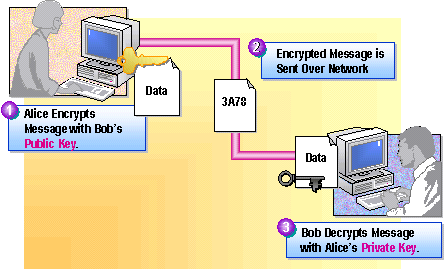 2
Encrypted Message is
Sent Over Network
Data
3A78
1
Alice Encrypts
Message with Bob's
Public Key.
Data
3
Bob Decrypts Message
with Alice's Private Key.